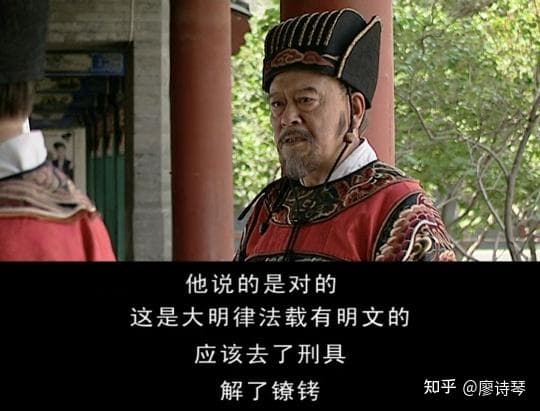 他说的是对的
这是大明律法载有明文的
应该去了刑具
解了镣铐
知乎 @廖诗琴